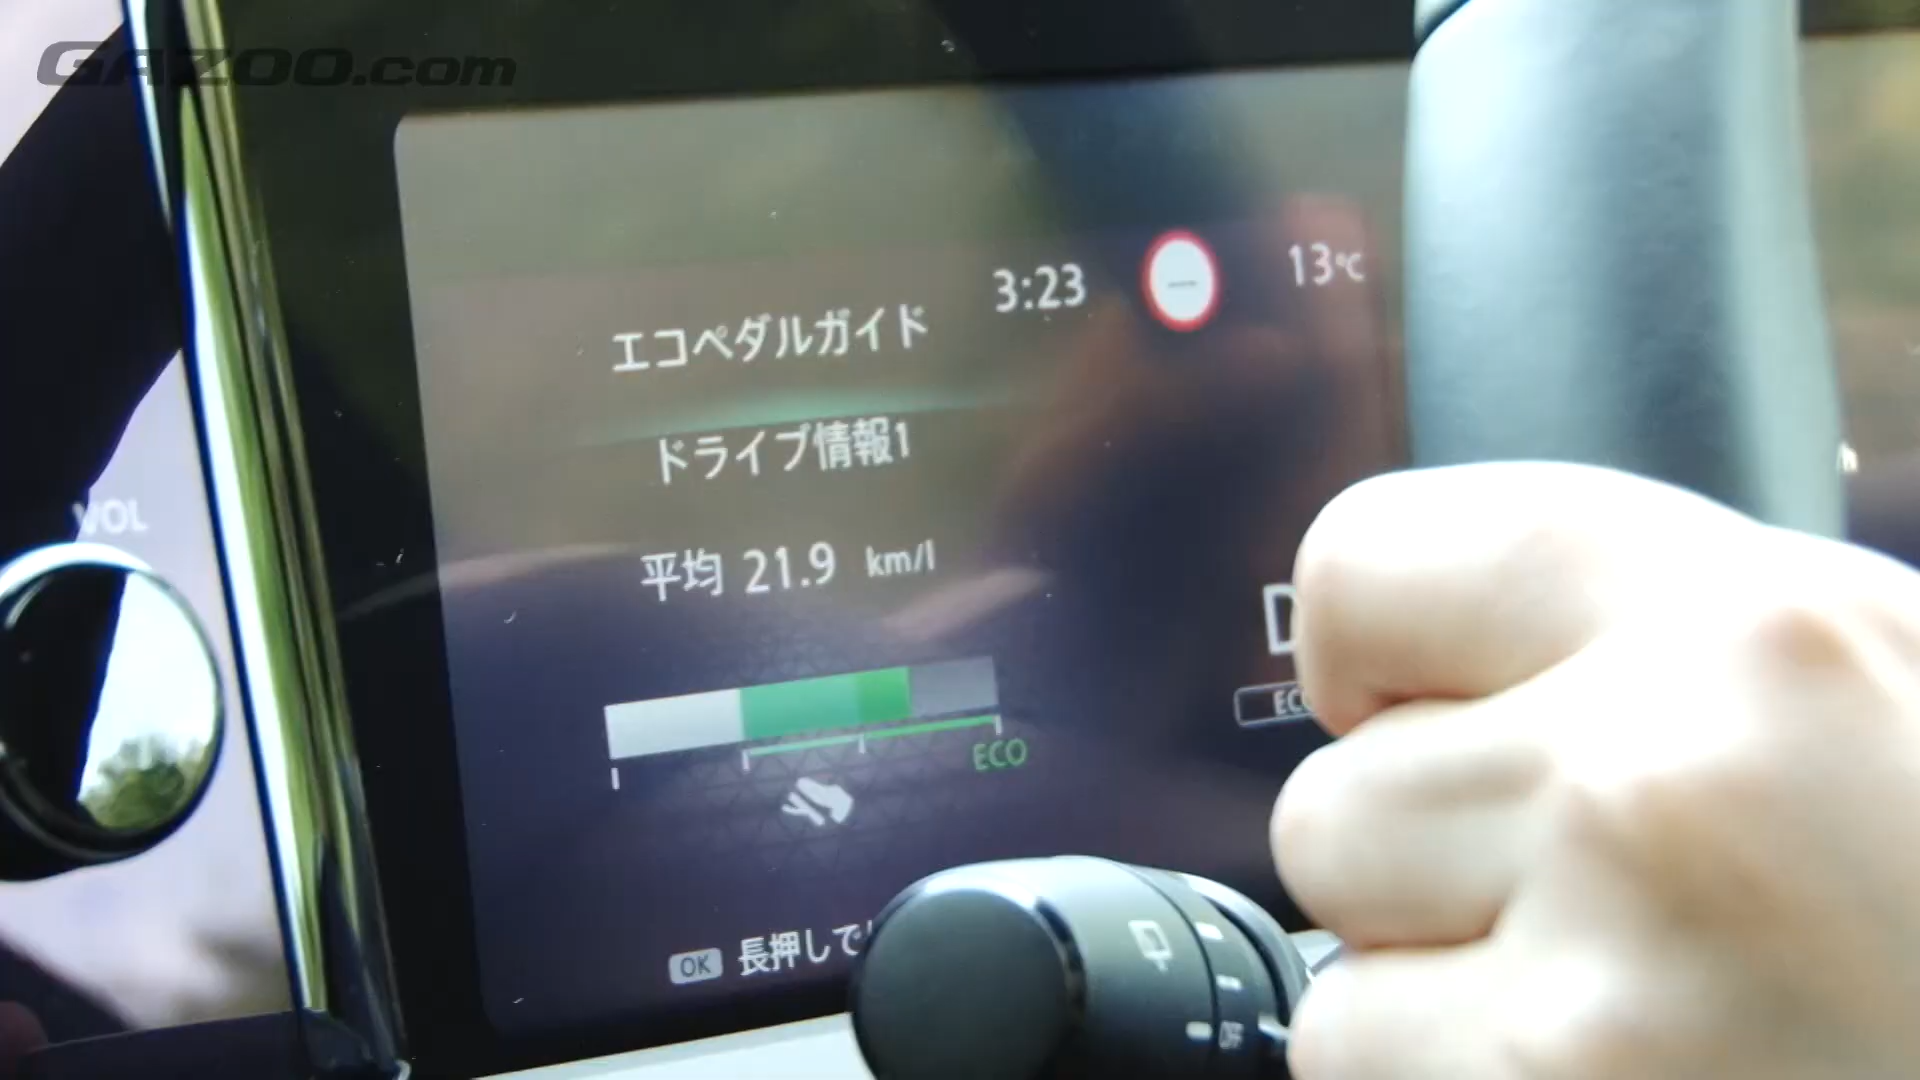 GAZOO.com
3:23
13℃
エコペダルガイド
ドライブ情報1
平均 21.9 km/l
VOL
D
ECO
OK 長押しで
OFF